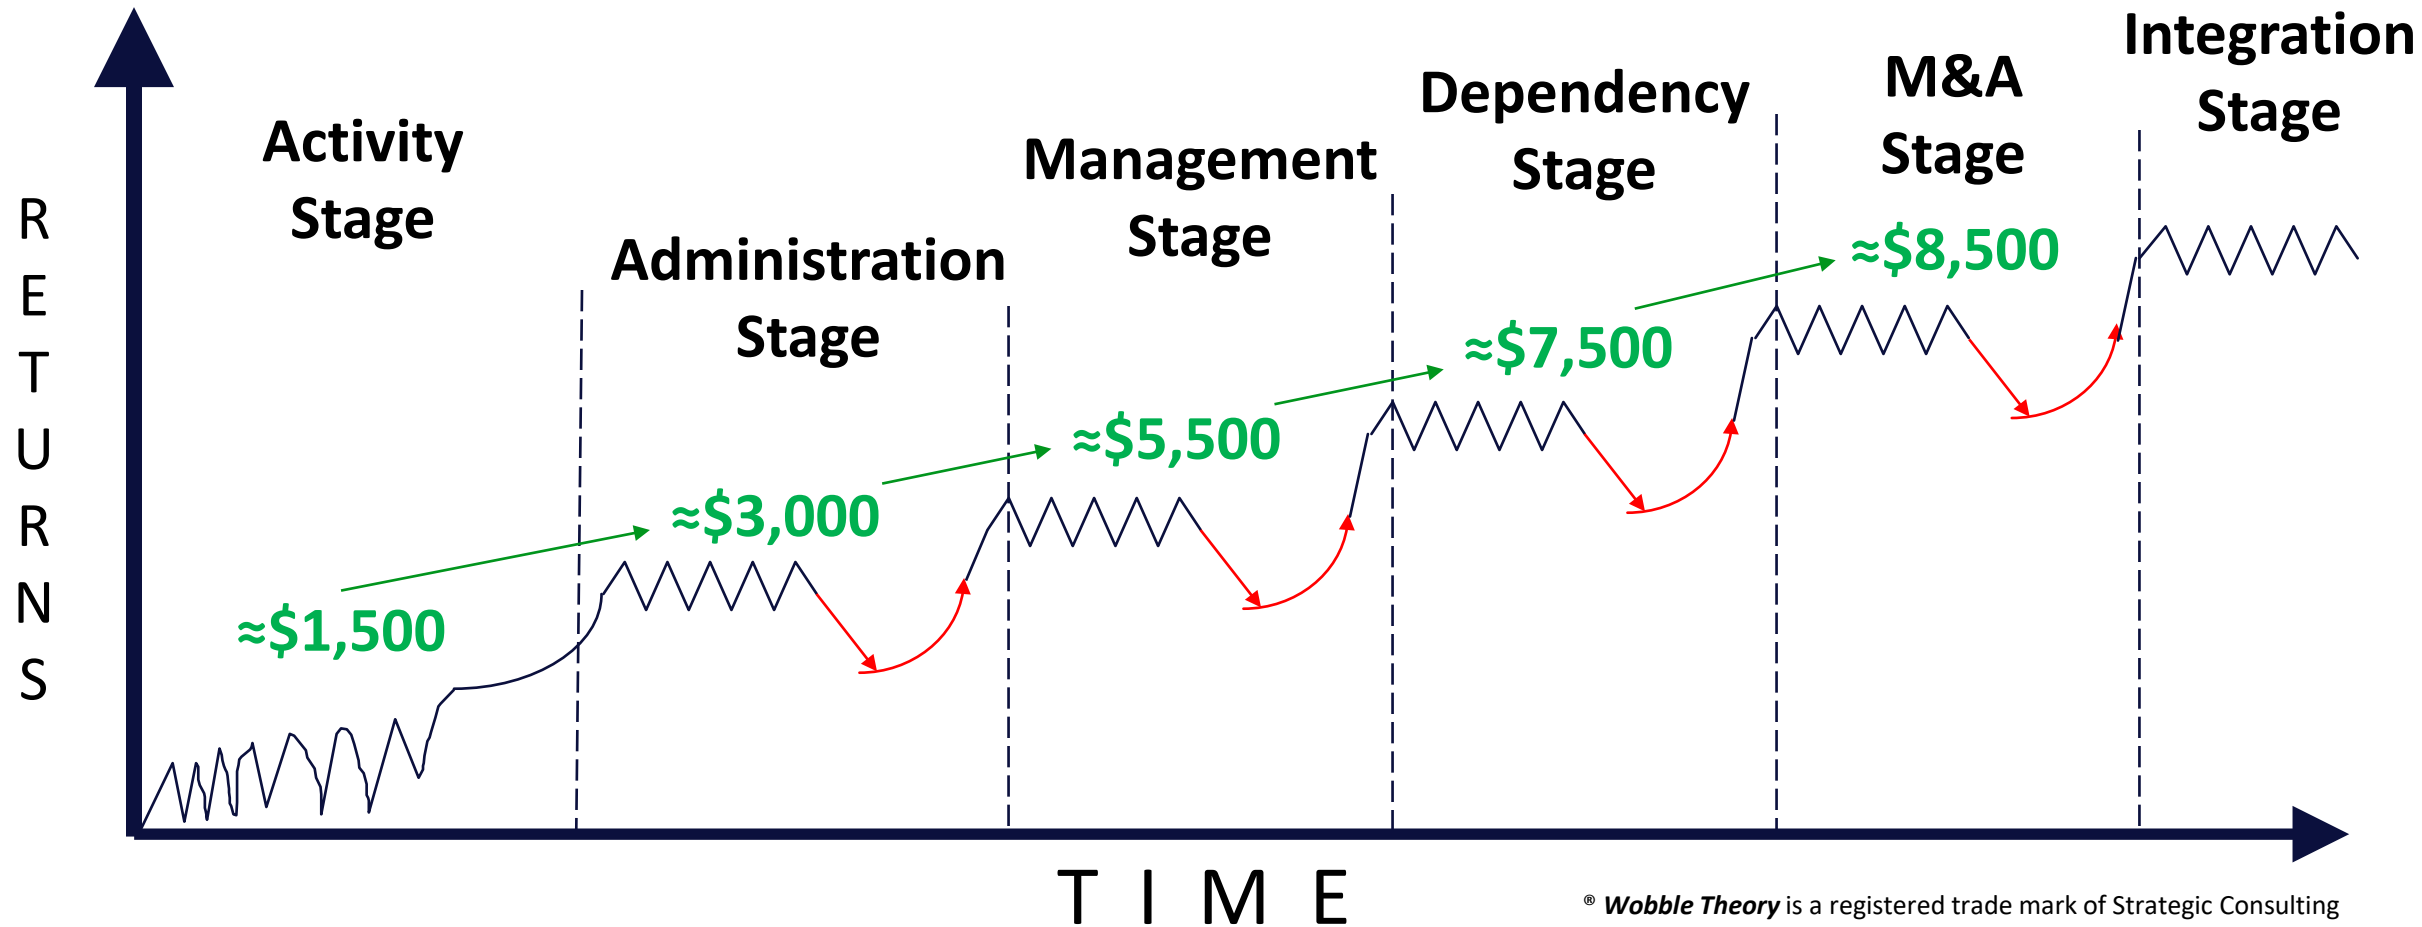 Integration
Stage
M&A
Stage
Dependency
Stage
Management
Stage
Activity
Stage
Administration
Stage
R
E
T
U
R
N
S
≈$1,500
≈$3,000
≈$5,500
≈$7,500
≈$8,500
T I M E
® Wobble Theory is a registered trade mark of Strategic Consulting